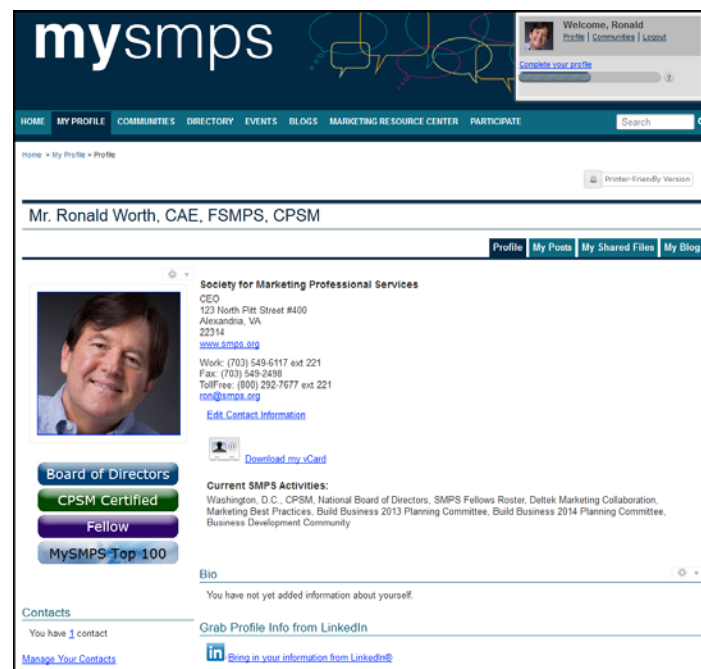 mysmps
Welcome, Ronald
Profile | Communities | Logout
Complete your profile
?
HOME MY PROFILE COMMUNITIES DIRECTORY EVENTS BLOGS MARKETING RESOURCE CENTER PARTICIPATE Search
Home > My Profile > Profile
Printer-Friendly Version
Mr. Ronald Worth, CAE, FSMPS, CPSM
Profile My Posts My Shared Files My Blog
Society for Marketing Professional Services
CEO
123 North Pitt Street #400
Alexandria, VA
22314
www.smps.org
Work: (703) 549-6117 ext 221
Fax: (703) 549-2498
TollFree: (800) 292-7677 ext 221
ron@smps.org
Edit Contact Information
Download my vCard
Board of Directors
CPSM Certified
Fellow
MySMPS Top 100
Current SMPS Activities:
Washington, D.C., CPSM, National Board of Directors, SMPS Fellows Roster, Deltek Marketing Collaboration,
Marketing Best Practices, Build Business 2013 Planning Committee, Build Business 2014 Planning Committee,
Business Development Community
Bio
You have not yet added information about yourself.
Contacts
You have 1 contact
Manage Your Contacts
Grab Profile Info from LinkedIn
in Bring in your information from LinkedIn®